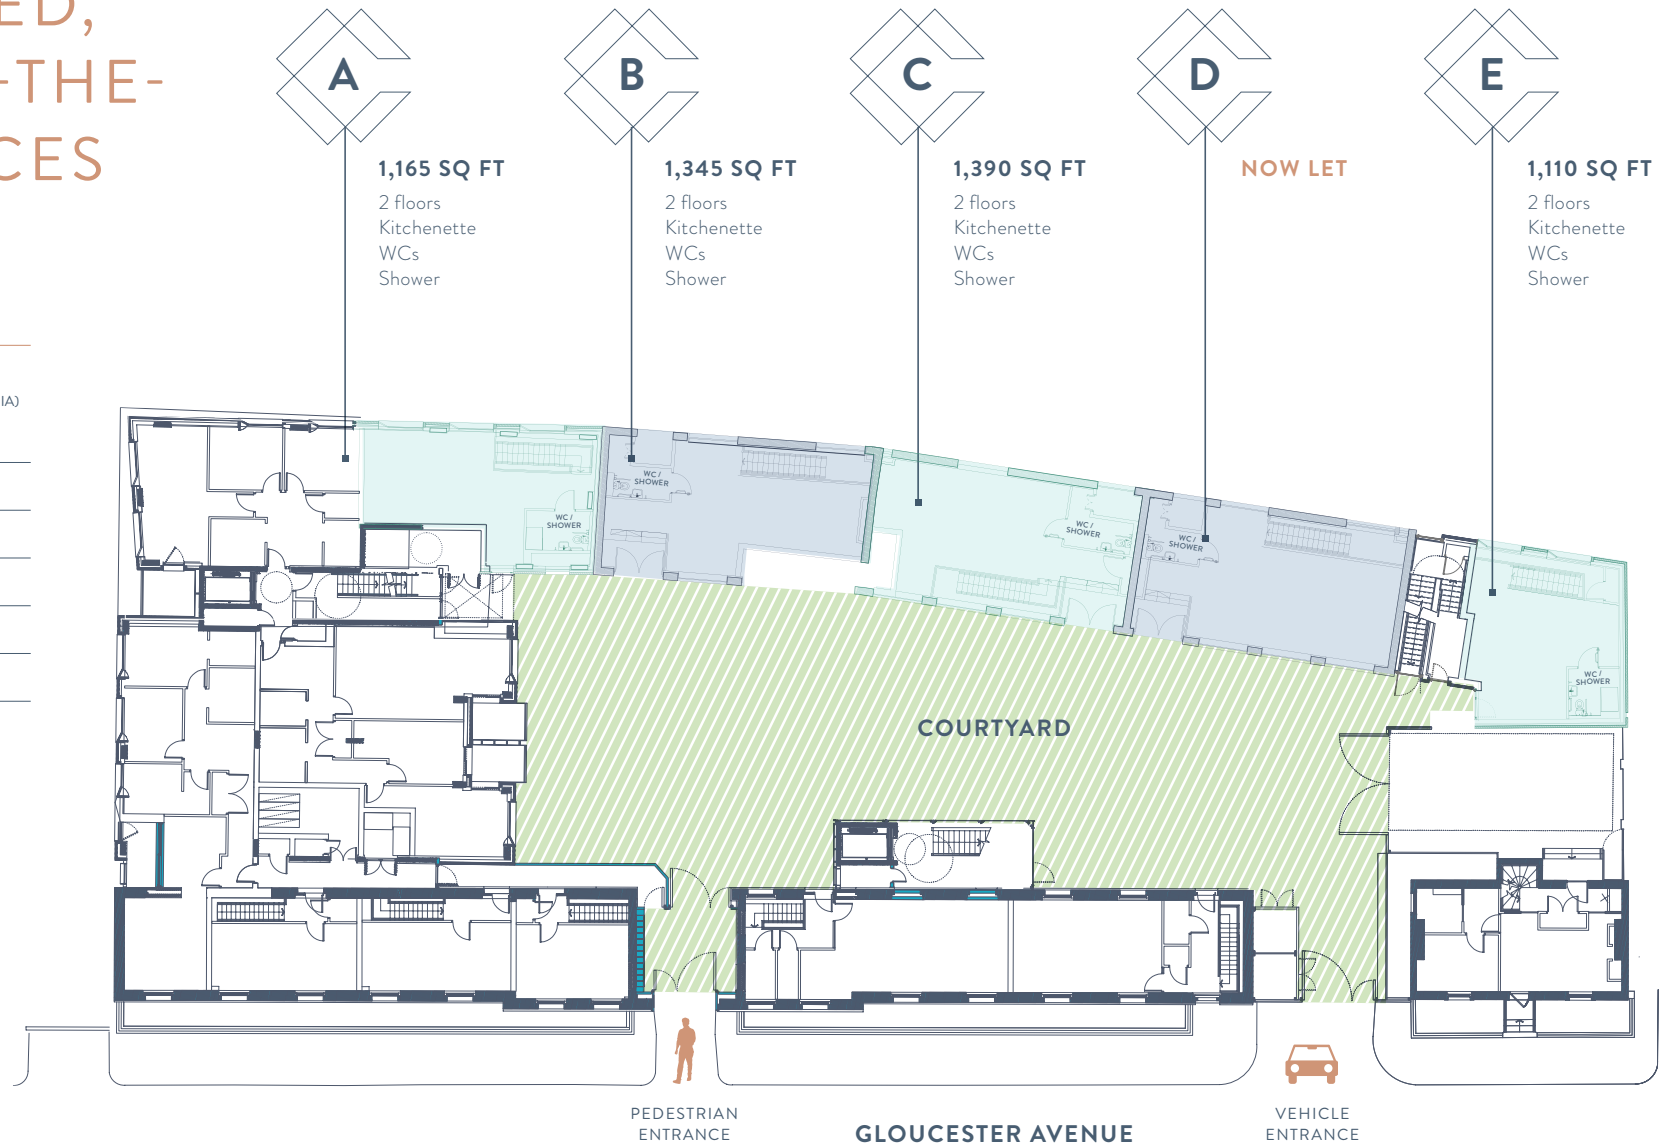 ED,
-THE-
CES
IA)
A
1,165 SQ FT
2 floors
Kitchenette
WCs
Shower
B
1,345 SQ FT
2 floors
Kitchenette
WCs
Shower
C
1,390 SQ FT
2 floors
Kitchenette
WCs
Shower
D
NOW LET
E
1,110 SQ FT
2 floors
Kitchenette
WCs
Shower
WC /
SHOWER
WC /
SHOWER
WC /
SHOWER
WC /
SHOWER
WC /
SHOWER
COURTYARD
PEDESTRIAN
ENTRANCE
GLOUCESTER AVENUE
VEHICLE
ENTRANCE